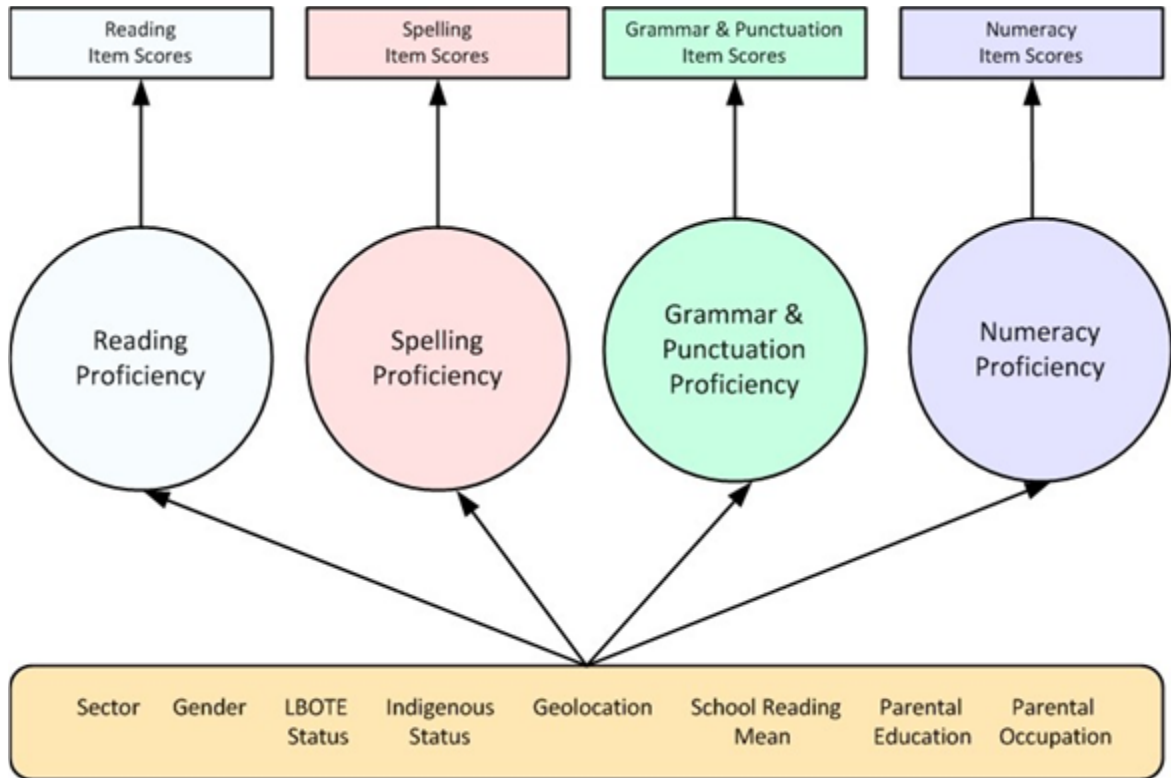 Reading
Item Scores
Spelling
Item Scores
Grammar & Punctuation
Item Scores
Numeracy
Item Scores
Reading
Proficiency
Spelling
Proficiency
Grammar &
Punctuation
Proficiency
Numeracy
Proficiency
Sector
Gender
LBOTE
Status
Indigenous
Status
Geolocation
School Reading
Mean
Parental
Education
Parental
Occupation